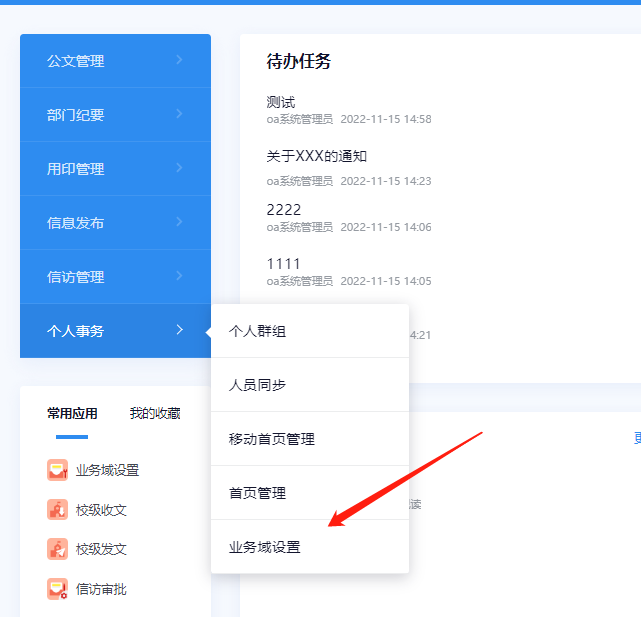 公文管理
部门纪要
用印管理
信息发布
信访管理
个人事务
待办任务
测试
oa系统管理员 2022-11-15 14:58
关于XXX的通知
oa系统管理员 2022-11-15 14:23
2222
oa系统管理员 2022-11-15 14:06
1111
oa系统管理员 2022-11-15 14:05
4:21
个人群组
人员同步
移动首页管理
首页管理
业务域设置
常用应用 我的收藏
业务域设置
校级收文
校级发文
信访审批
读